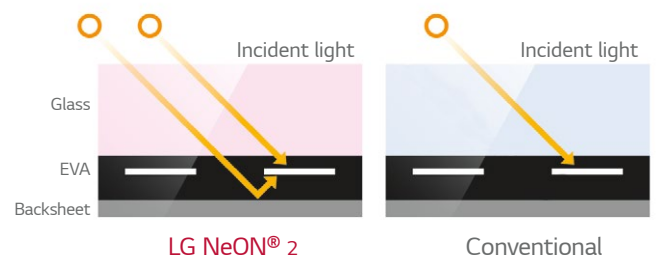 Incident light
Incident light
Glass
EVA
Backsheet
LG NeON® 2
Conventional